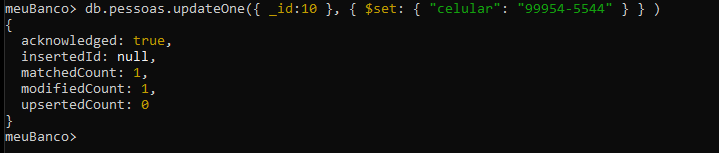 meuBanco> db.pessoas.updateOne({ _id:10 }, { $set: { "celular": "99954-5544" } } )
{
  acknowledged: true,
  insertedId: null,
  matchedCount: 1,
  modifiedCount: 1,
  upsertedCount: 0
}
meuBanco>